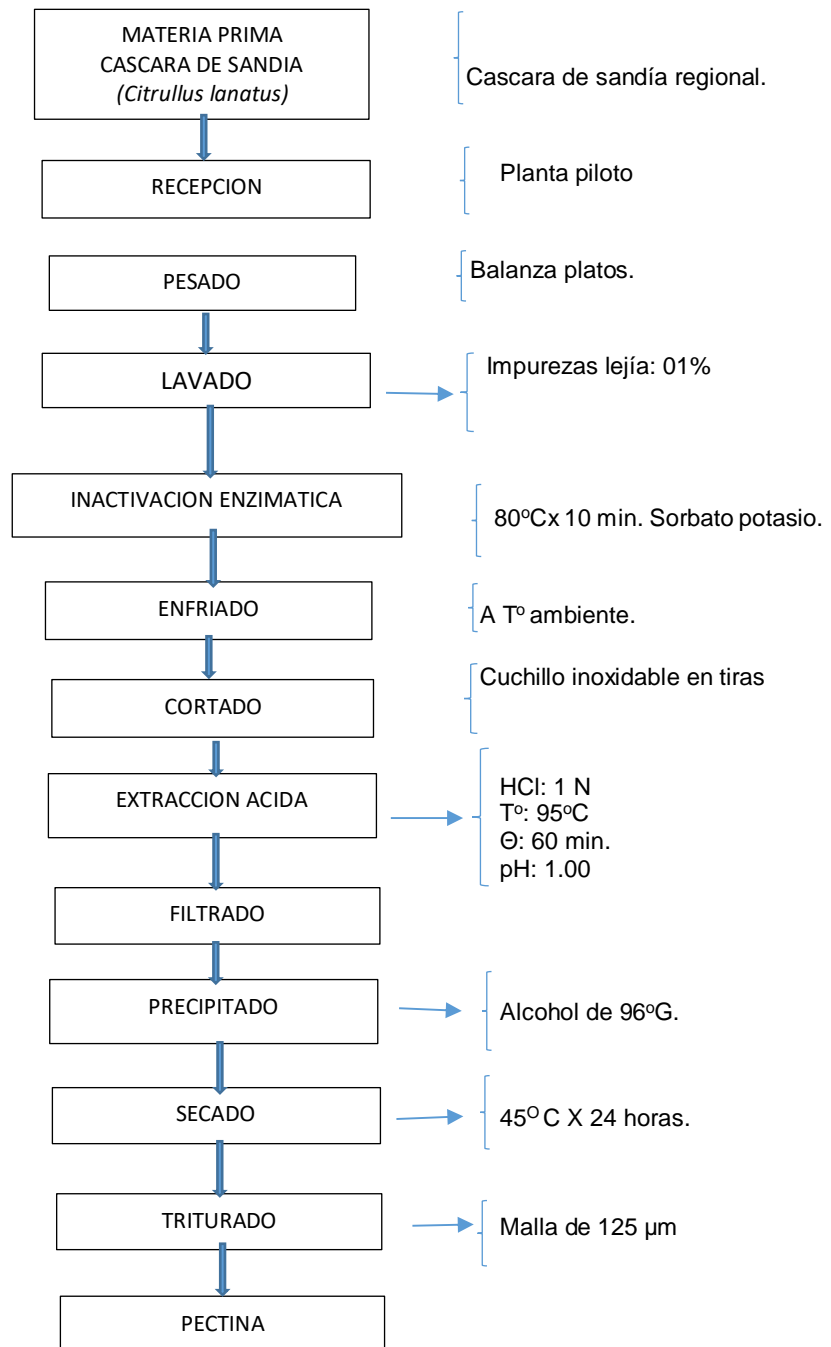 MATERIA PRIMA
CASCARA DE SANDIA
(Citrullus lanatus)
Cascara de sandía regional.
RECEPCION
Planta piloto
PESADO
Balanza platos.
LAVADO
Impurezas lejía: 01%
INACTIVACION ENZIMATICA
80ºCx 10 min. Sorbato potasio.
ENFRIADO
A Tº ambiente.
CORTADO
Cuchillo inoxidable en tiras
EXTRACCION ACIDA
HCl: 1 N
Tº: 95ºC
Θ: 60 min.
pH: 1.00
FILTRADO
PRECIPITADO
Alcohol de 96ºG.
SECADO
45º C X 24 horas.
TRITURADO
Malla de 125 µm
PECTINA